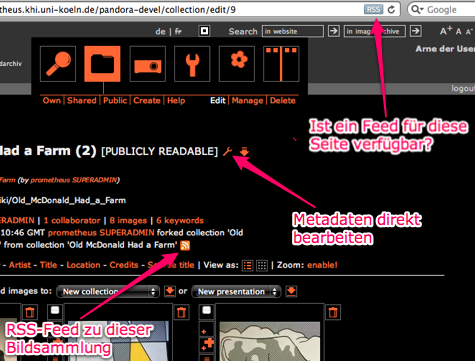 theus.khi.uni-koeln.de/pandora-devel/collection/edit/9
RSS
Google
de | fr
Search
in website
in image archive
A+ A A-
darchiv
Arne der User
logout
Own | Shared | Public | Create | Help
Edit | Manage | Delete
Ist ein Feed für diese
Seite verfügbar?
Had a Farm (2) [PUBLICLY READABLE]
Farm (by prometheus SUPERADMIN)
iki/Old_McDonald_Had_a_Farm
Metadaten direkt
bearbeiten
ERADMIN | 1 collaborator | 8 images | 6 keywords
10:46 GMT prometheus SUPERADMIN forked collection 'Old
' from collection 'Old McDonald Had a Farm'
- Artist - Title - Location - Credits - title | View as: | Zoom: enable!
ed images to: New collection or New presentation
RSS-Feed zu dieser
Bildsammlung